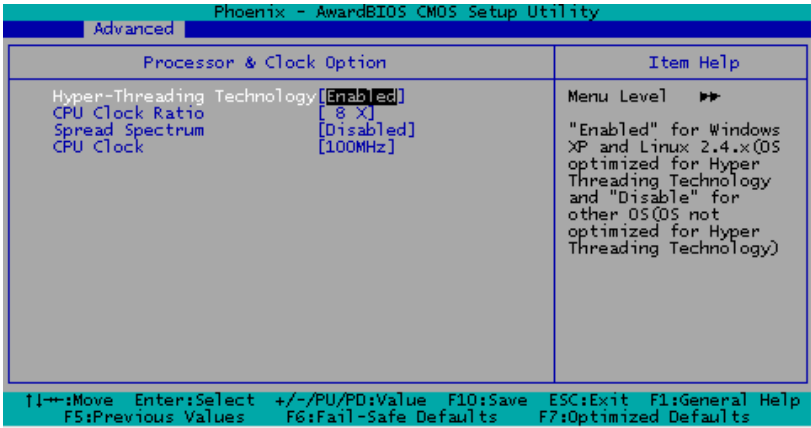 Phoenix - AwardBIOS CMOS Setup Utility
Advanced
Processor & Clock Option
Item Help
Hyper-Threading Technology[Enabled]
CPU Clock Ratio [ 8 X]
Spread Spectrum [Disabled]
CPU Clock [100MHz]
Menu Level ▶▶
"Enabled" for Windows
XP and Linux 2.4.x(OS
optimized for Hyper
Threading Technology
and "Disable" for
other OS(OS not
optimized for Hyper
Threading Technology)
↑↓→←:Move Enter:Select +/-/PU/PD:Value F10:Save ESC:Exit F1:General Help
F5:Previous Values F6:Fail-Safe Defaults F7:Optimized Defaults